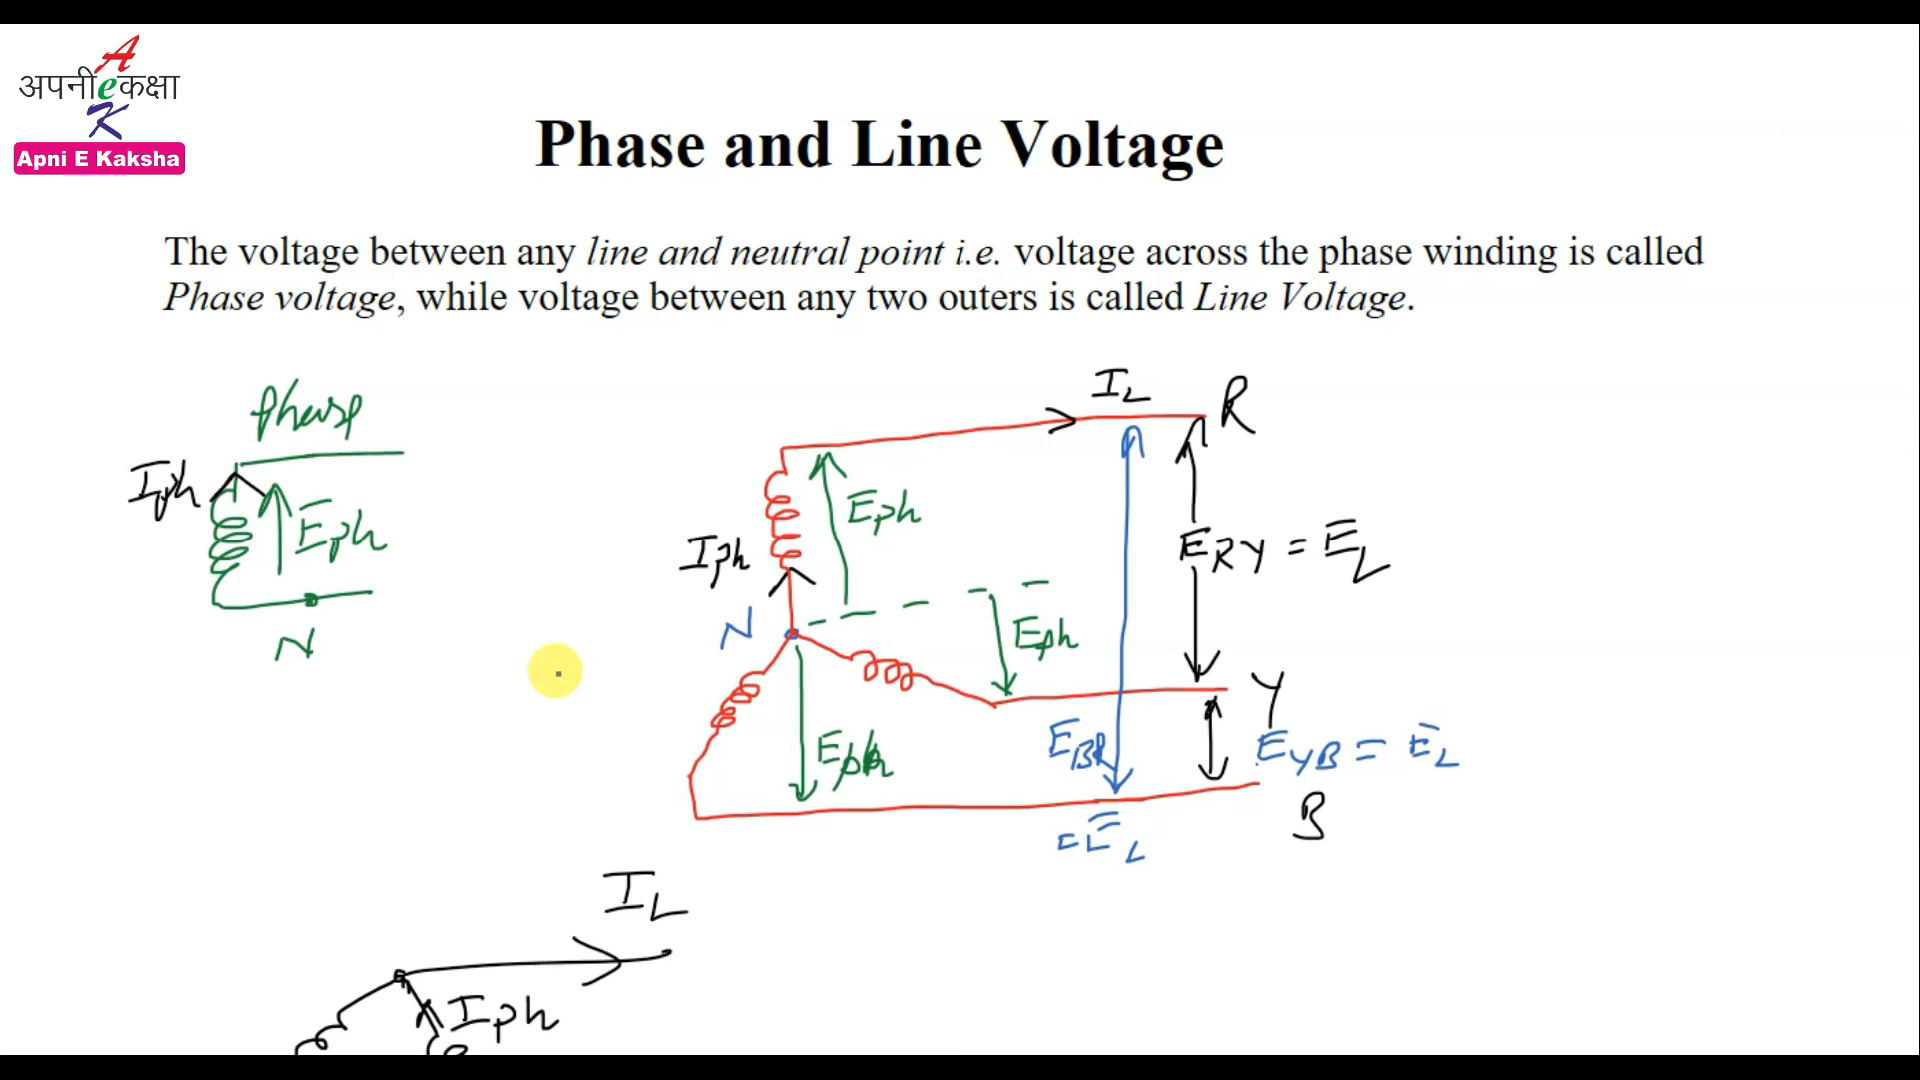 A
अपनी e कक्षा
K
Apni E Kaksha
Phase and Line Voltage
The voltage between any line and neutral point i.e. voltage across the phase winding is called
Phase voltage, while voltage between any two outers is called Line Voltage.
Phase
Iph
Eph
N
IL
R
Eph
Iph
ERY = EL
N
Eph
Y
EBR
EYB = EL
Eph
B
= EL
IL
Iph